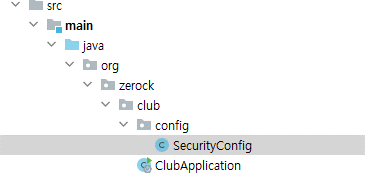 src
main
java
org
zerock
club
config
SecurityConfig
ClubApplication